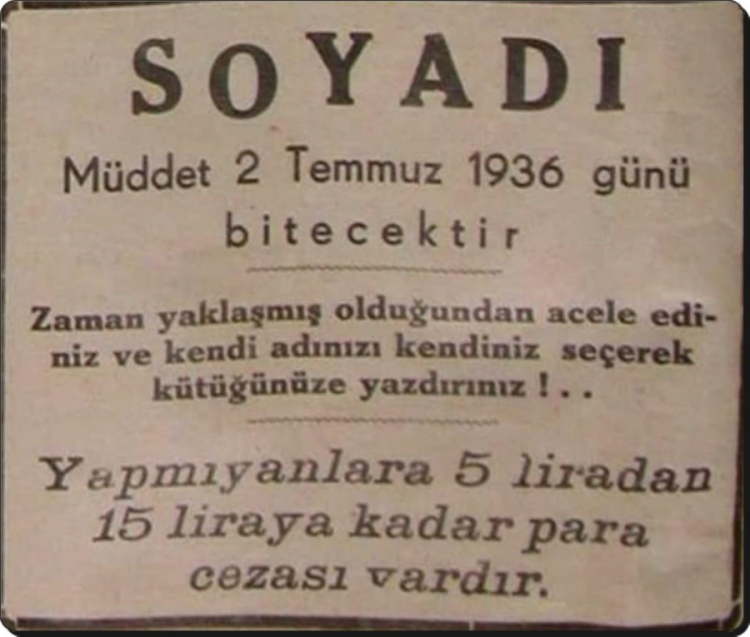 SOYADI
Müddet 2 Temmuz 1936 günü
bitecektir
Zaman yaklaşmış olduğundan acele edi-
niz ve kendi adınızı kendiniz seçerek
kütüğünüze yazdırınız ! . .
Yapmıyanlara 5 liradan
15 liraya kadar para
cezası vardır.